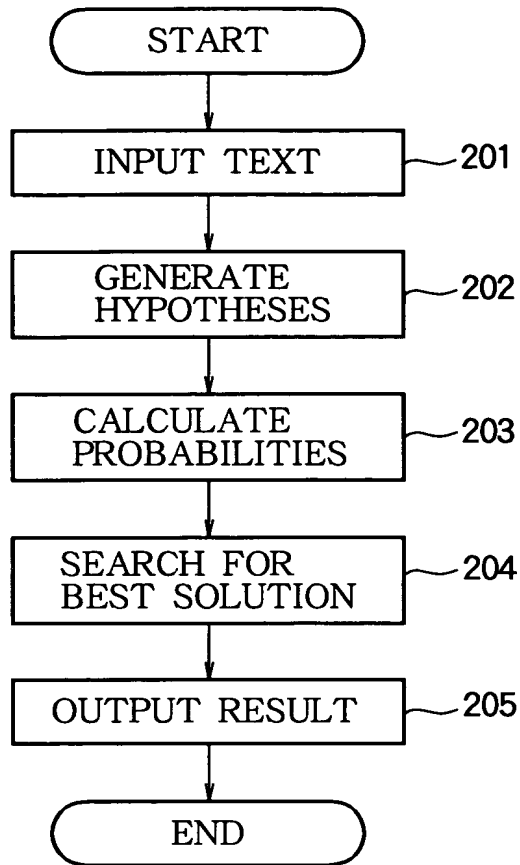 START
INPUT TEXT
201
GENERATE
HYPOTHESES
202
CALCULATE
PROBABILITIES
203
SEARCH FOR
BEST SOLUTION
204
OUTPUT RESULT
205
END